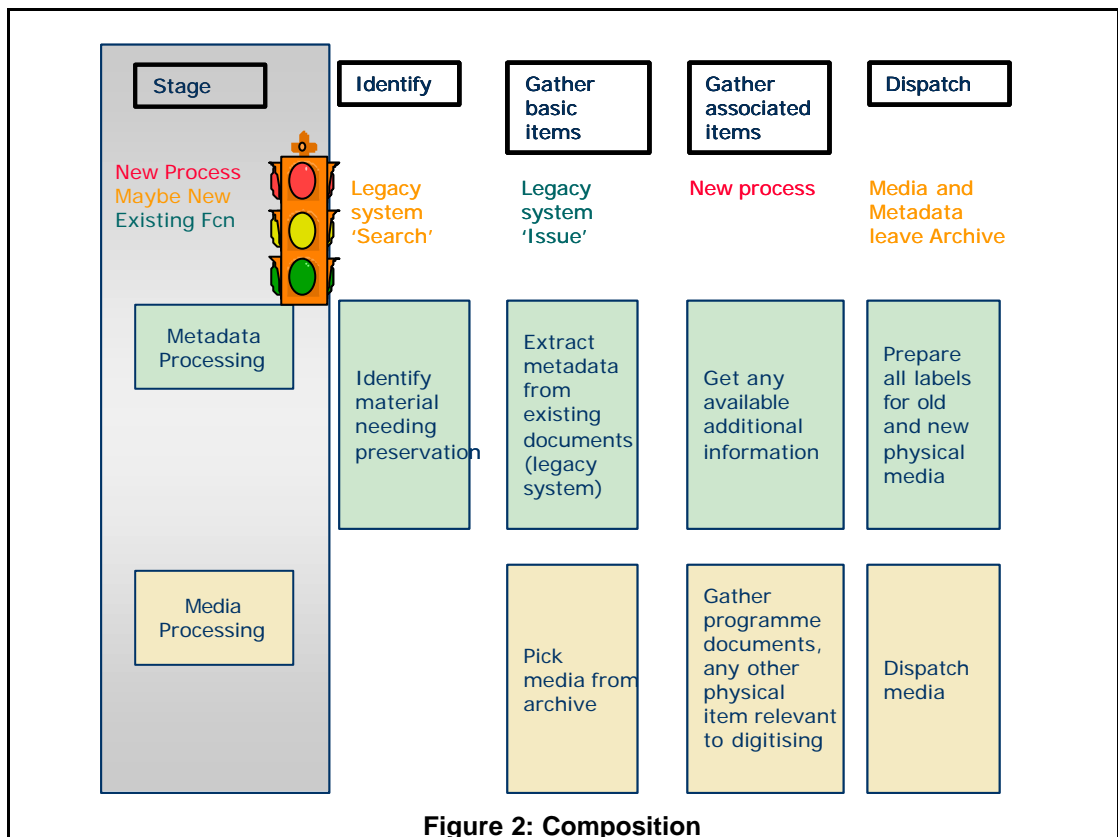 Stage
Identify
Gather
basic
items
Gather
associated
items
Dispatch
New Process
Maybe New
Existing Fcn
Legacy
system
‘Search’
Legacy
system
‘Issue’
New process
Media and
Metadata
leave Archive
Metadata
Processing
Identify
material
needing
preservation
Extract
metadata
from
existing
documents
(legacy
system)
Get any
available
additional
information
Prepare
all labels
for old
and new
physical
media
Media
Processing
Pick
media from
archive
Gather
programme
documents,
any other
physical
item relevant
to digitising
Dispatch
media
Figure 2: Composition